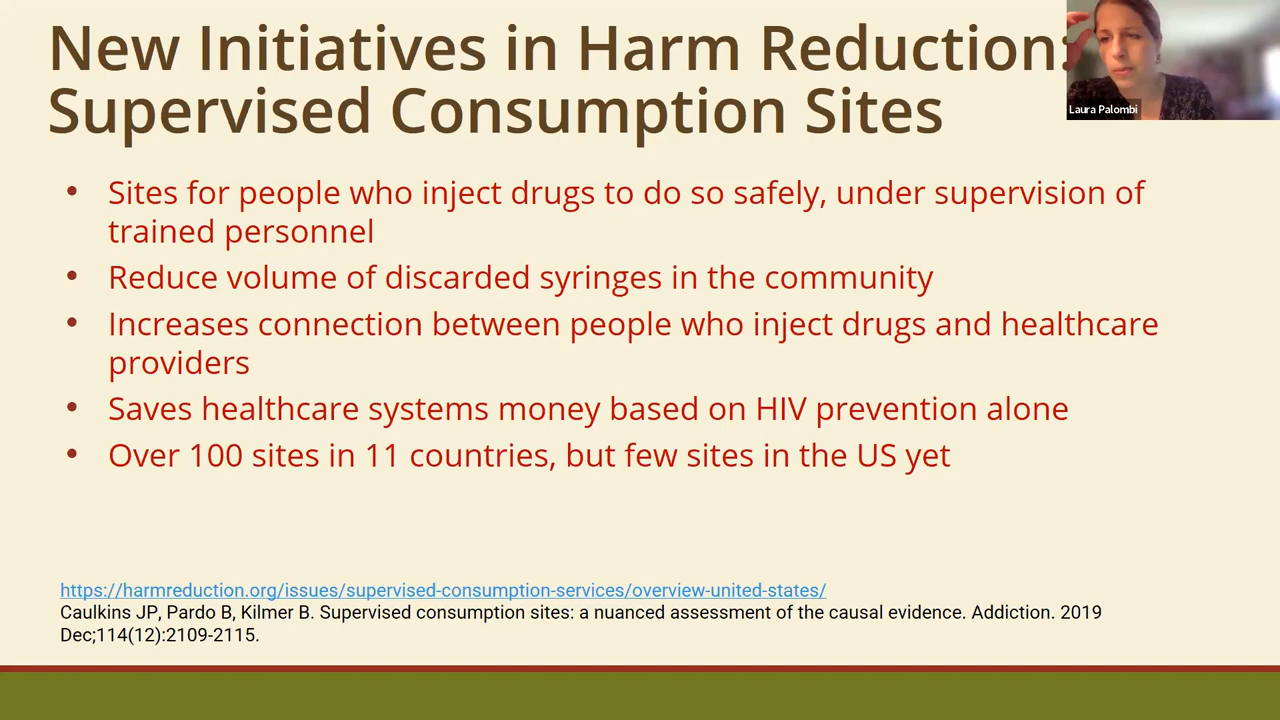 New Initiatives in Harm Reduction:
Supervised Consumption Sites
Laura Palombi
• Sites for people who inject drugs to do so safely, under supervision of
trained personnel
• Reduce volume of discarded syringes in the community
• Increases connection between people who inject drugs and healthcare
providers
• Saves healthcare systems money based on HIV prevention alone
• Over 100 sites in 11 countries, but few sites in the US yet
https://harmreduction.org/issues/supervised-consumption-services/overview-united-states/
Caulkins JP, Pardo B, Kilmer B. Supervised consumption sites: a nuanced assessment of the causal evidence. Addiction. 2019
Dec;114(12):2109-2115.